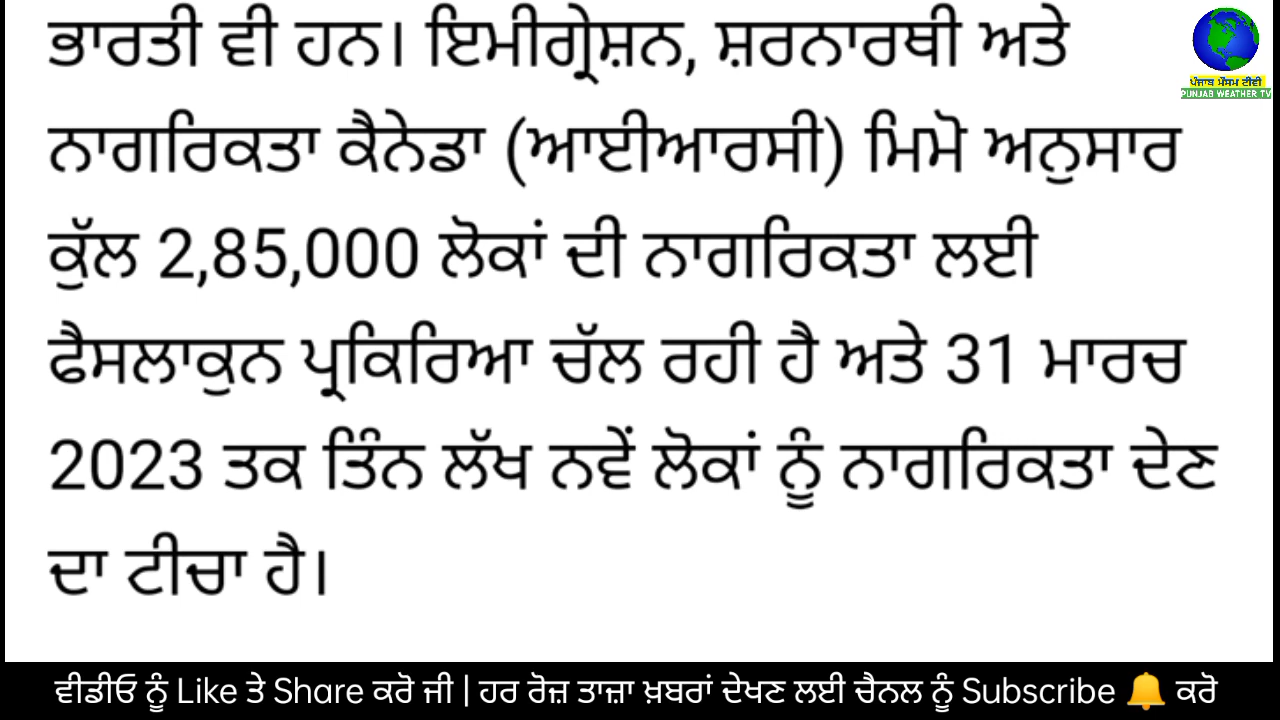 ਭਾਰਤੀ ਵੀ ਹਨ। ਇਮੀਗ੍ਰੇਸ਼ਨ, ਸ਼ਰਨਾਰਥੀ ਅਤੇ
ਨਾਗਰਿਕਤਾ ਕੈਨੇਡਾ (ਆਈਆਰਸੀ) ਮਿਮੋ ਅਨੁਸਾਰ
ਕੁੱਲ 2,85,000 ਲੋਕਾਂ ਦੀ ਨਾਗਰਿਕਤਾ ਲਈ
ਫੈਸਲਾਕੁਨ ਪ੍ਰਕਿਰਿਆ ਚੱਲ ਰਹੀ ਹੈ ਅਤੇ 31 ਮਾਰਚ
2023 ਤਕ ਤਿੰਨ ਲੱਖ ਨਵੇਂ ਲੋਕਾਂ ਨੂੰ ਨਾਗਰਿਕਤਾ ਦੇਣ
ਦਾ ਟੀਚਾ ਹੈ।
ਪੰਜਾਬ ਮੌਸਮ ਟੀਵੀ
PUNJAB WEATHER TV
ਵੀਡੀਓ ਨੂੰ Like ਤੇ Share ਕਰੋ ਜੀ | ਹਰ ਰੋਜ਼ ਤਾਜ਼ਾ ਖ਼ਬਰਾਂ ਦੇਖਣ ਲਈ ਚੈਨਲ ਨੂੰ Subscribe 🔔 ਕਰੋ